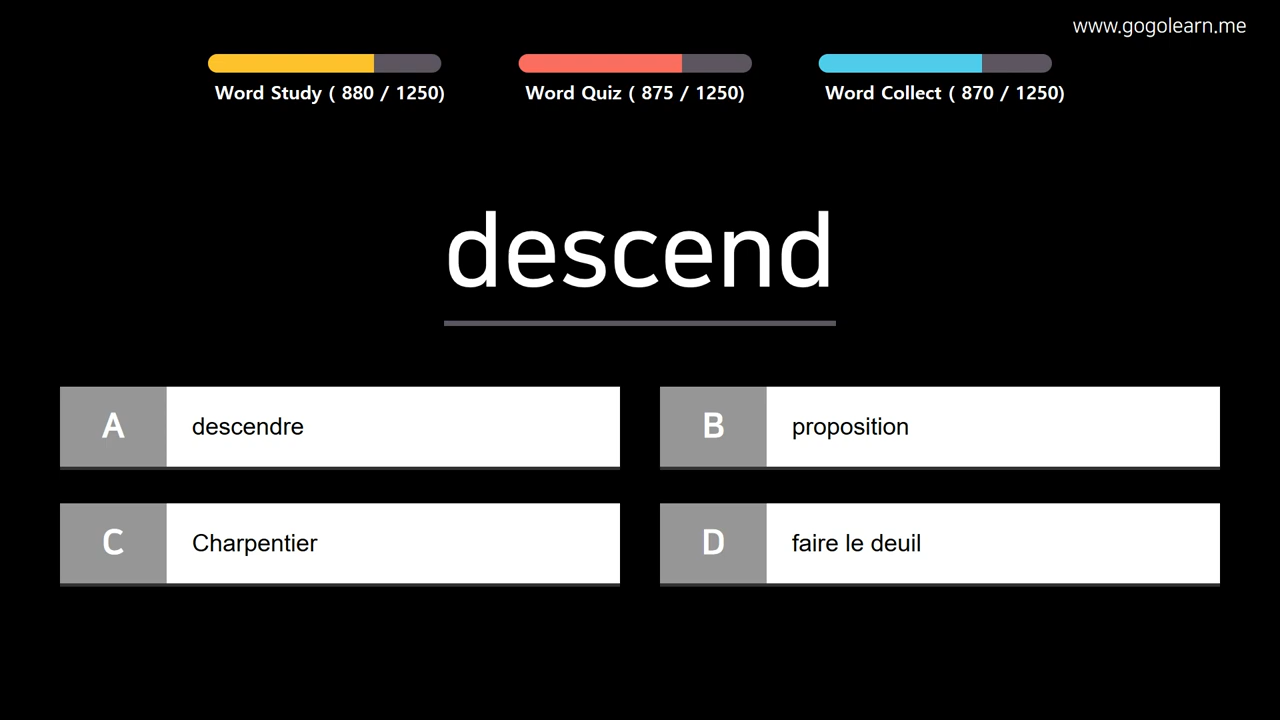 www.gogolearn.me
Word Study ( 880 / 1250)
Word Quiz ( 875 / 1250)
Word Collect ( 870 / 1250)
descend
A descendre
B proposition
C Charpentier
D faire le deuil